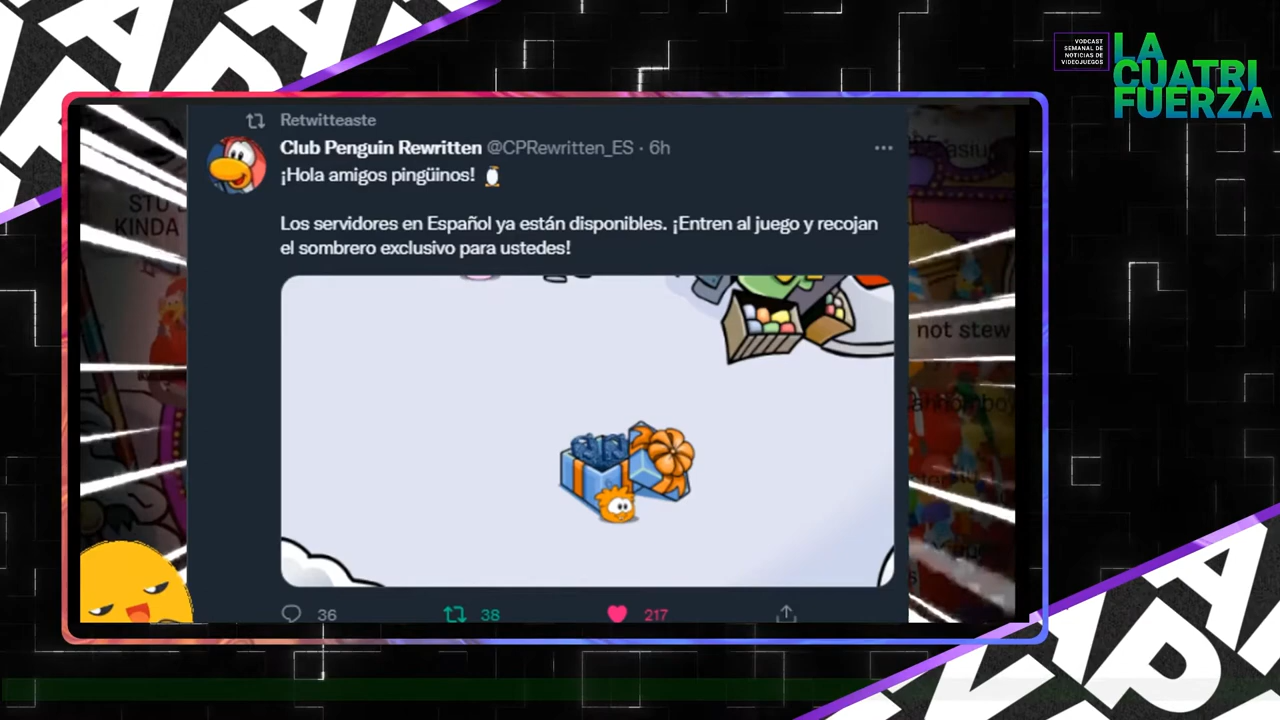 VODCAST
SEMANAL DE
NOTICIAS DE
VIDEOJUEGOS
LA
CUATRI
FUERZA
Retwitteaste
Club Penguin Rewritten @CPRewritten_ES · 6h
¡Hola amigos pingüinos! 🐧
Los servidores en Español ya están disponibles. ¡Entren al juego y recojan
el sombrero exclusivo para ustedes!
KINDA
not stew
36
38
217